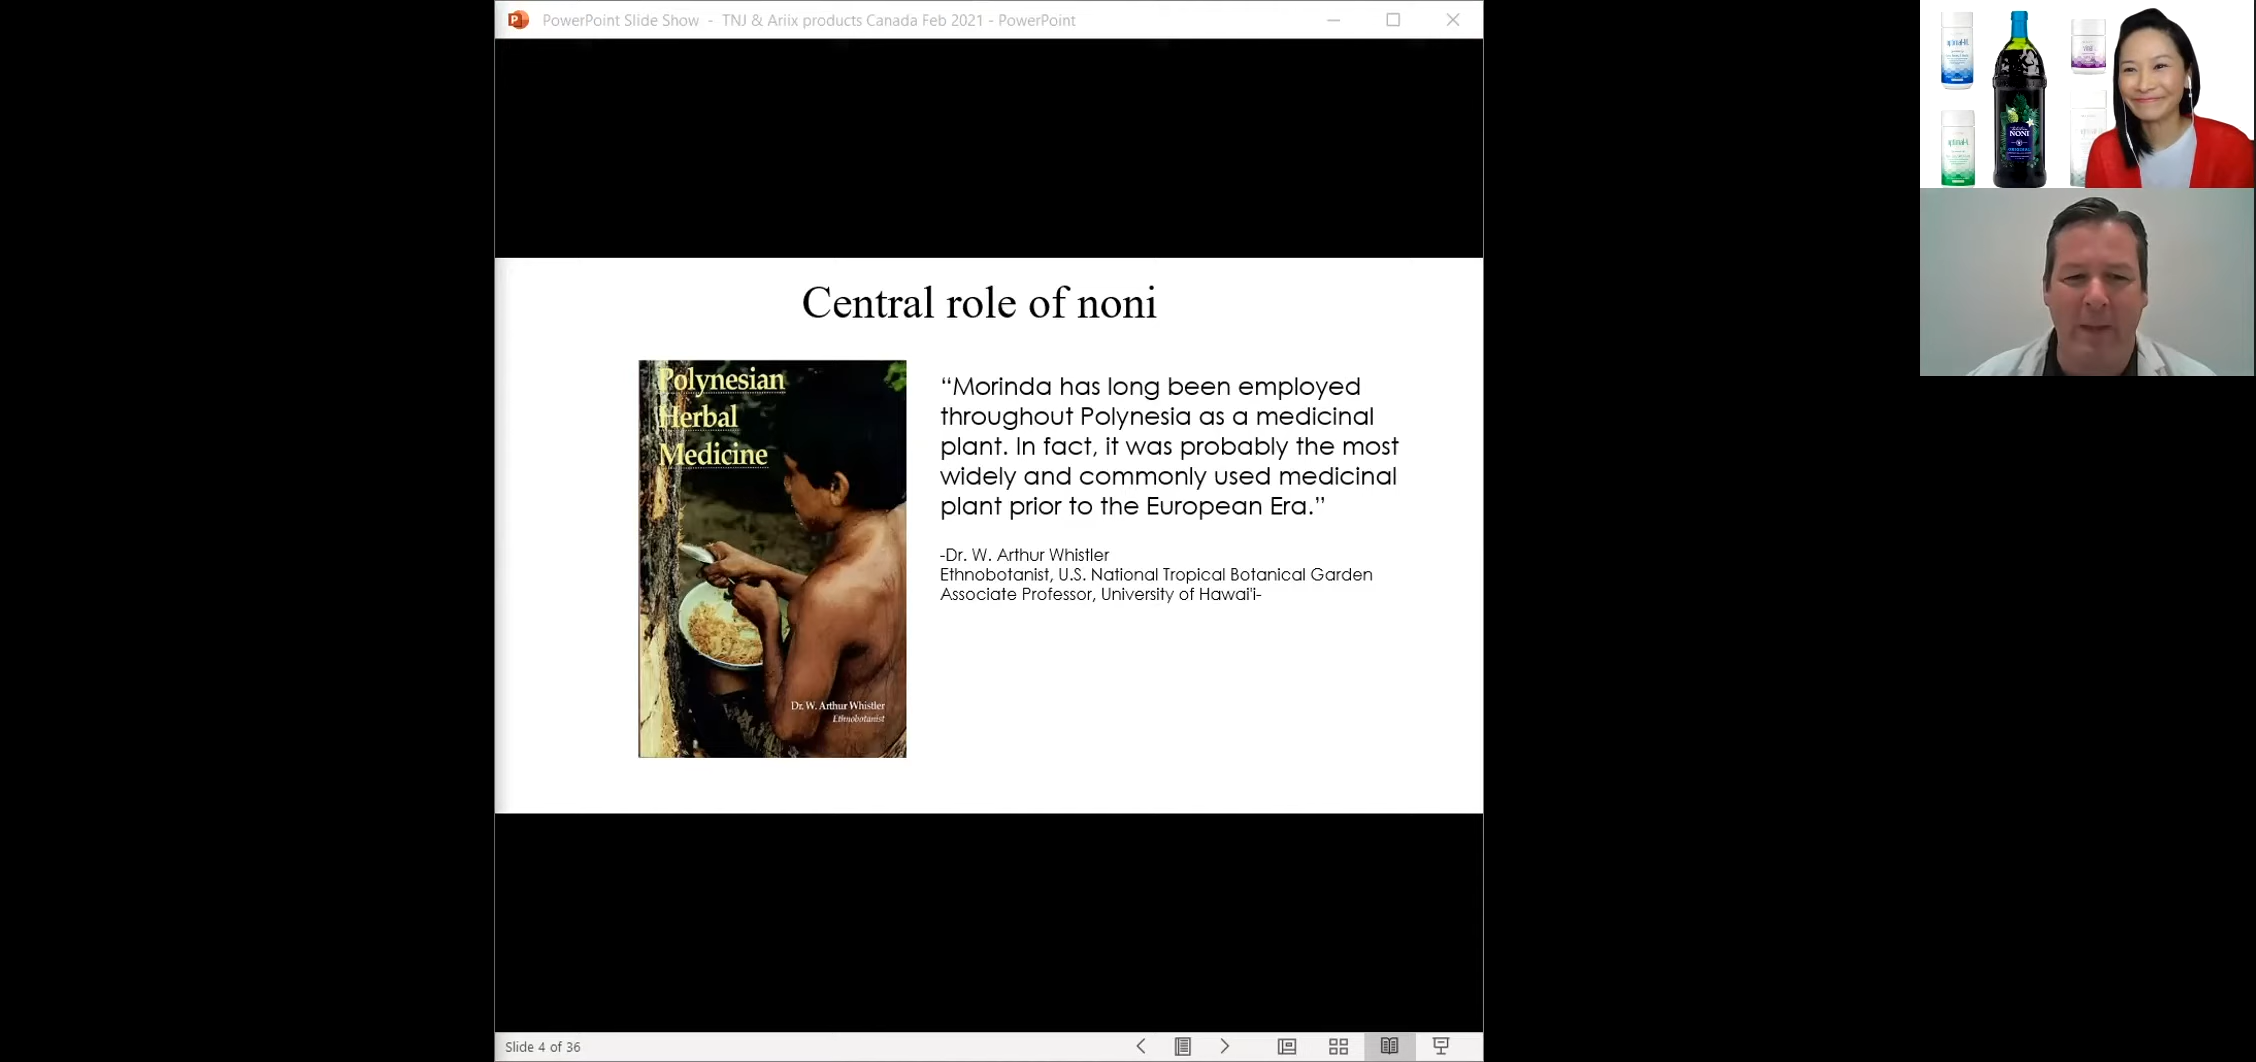 PowerPoint Slide Show - TNJ & Ariix products Canada Feb 2021 - PowerPoint
Central role of noni
Polynesian
Herbal
Medicine
Dr. W. Arthur Whistler
Ethnobotanist
“Morinda has long been employed
throughout Polynesia as a medicinal
plant. In fact, it was probably the most
widely and commonly used medicinal
plant prior to the European Era.”
-Dr. W. Arthur Whistler
Ethnobotanist, U.S. National Tropical Botanical Garden
Associate Professor, University of Hawai'i-
Slide 4 of 36
NONI